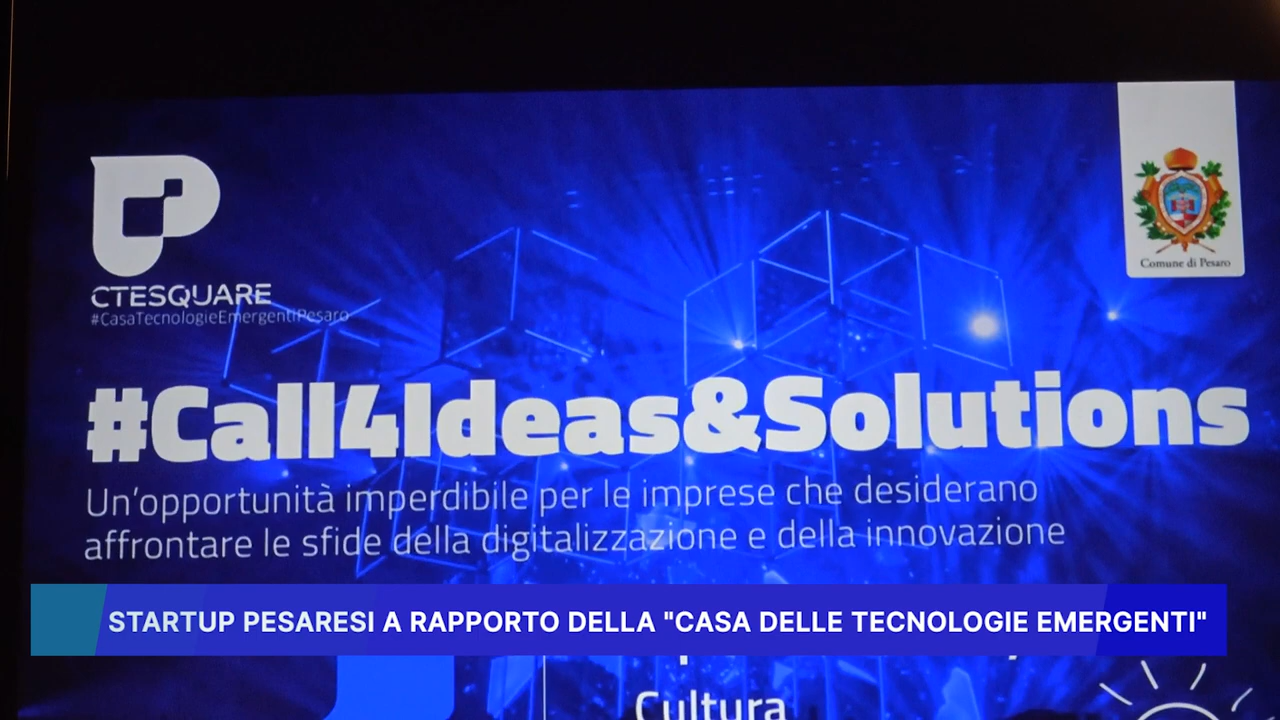 CTESQUARE
#CasaTecnologieEmergentiPesaro
Comune di Pesaro
#Call4Ideas&Solutions
Un'opportunità imperdibile per le imprese che desiderano
affrontare le sfide della digitalizzazione e della innovazione
STARTUP PESARESI A RAPPORTO DELLA "CASA DELLE TECNOLOGIE EMERGENTI"
Cultura